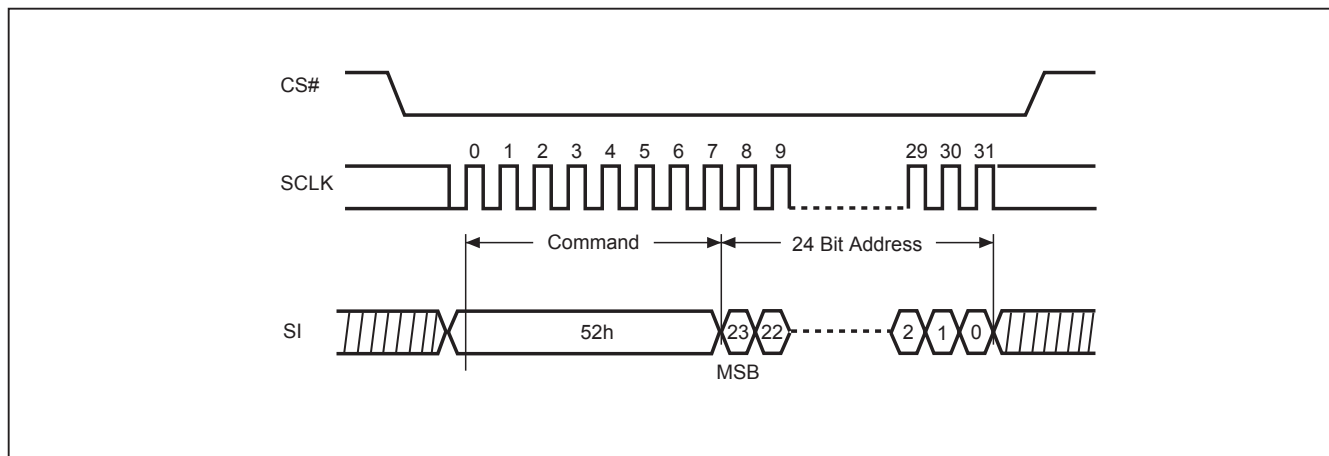 CS#
0 1 2 3 4 5 6 7 8 9 29 30 31
SCLK
Command 24 Bit Address
SI 52h 23 22 2 1 0
MSB